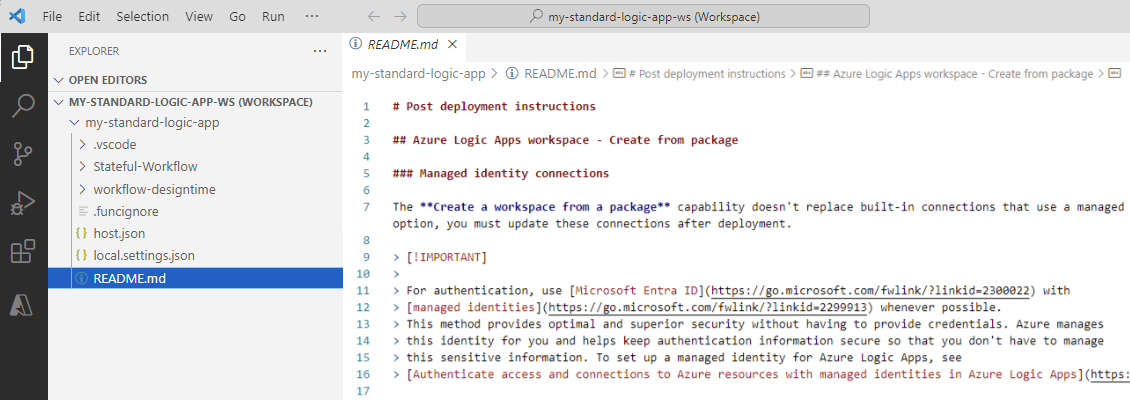 File Edit Selection View Go Run ··· my-standard-logic-app-ws (Workspace)
EXPLORER ···
OPEN EDITORS
MY-STANDARD-LOGIC-APP-WS (WORKSPACE)
my-standard-logic-app
.vscode
Stateful-Workflow
workflow-designtime
.funcignore
host.json
local.settings.json
README.md
README.md
my-standard-logic-app > README.md > # Post deployment instructions > ## Azure Logic Apps workspace - Create from package >
1 # Post deployment instructions
2
3 ## Azure Logic Apps workspace - Create from package
4
5 ### Managed identity connections
6
7 The **Create a workspace from a package** capability doesn't replace built-in connections that use a managed
option, you must update these connections after deployment.
8
9 > [!IMPORTANT]
10 >
11 > For authentication, use [Microsoft Entra ID](https://go.microsoft.com/fwlink/?linkid=2300022) with
12 > [managed identities](https://go.microsoft.com/fwlink/?linkid=2299913) whenever possible.
13 > This method provides optimal and superior security without having to provide credentials. Azure manages
14 > this identity for you and helps keep authentication information secure so that you don't have to manage
15 > this sensitive information. To set up a managed identity for Azure Logic Apps, see
16 > [Authenticate access and connections to Azure resources with managed identities in Azure Logic Apps](https:
17